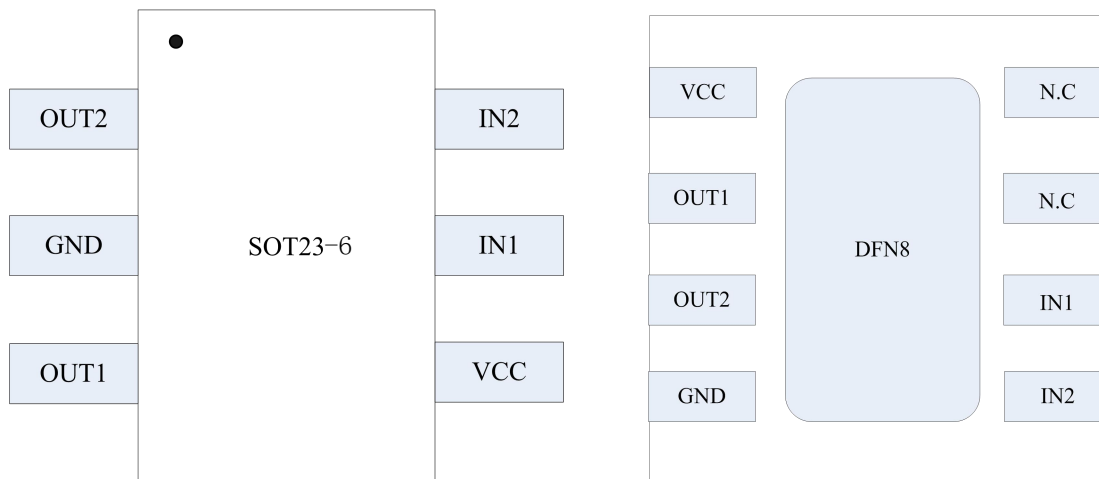 OUT2
IN2
GND
SOT23-6
IN1
OUT1
VCC
VCC
N.C
OUT1
N.C
DFN8
OUT2
IN1
GND
IN2